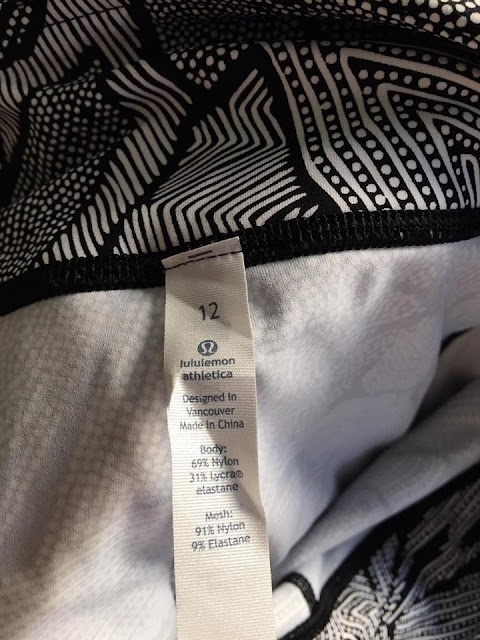 12
lululemon
athletica
Designed in
Vancouver
Made in China
Body:
69% Nylon
31% Lycra®
elastane
Mesh:
91% Nylon
9% Elastane